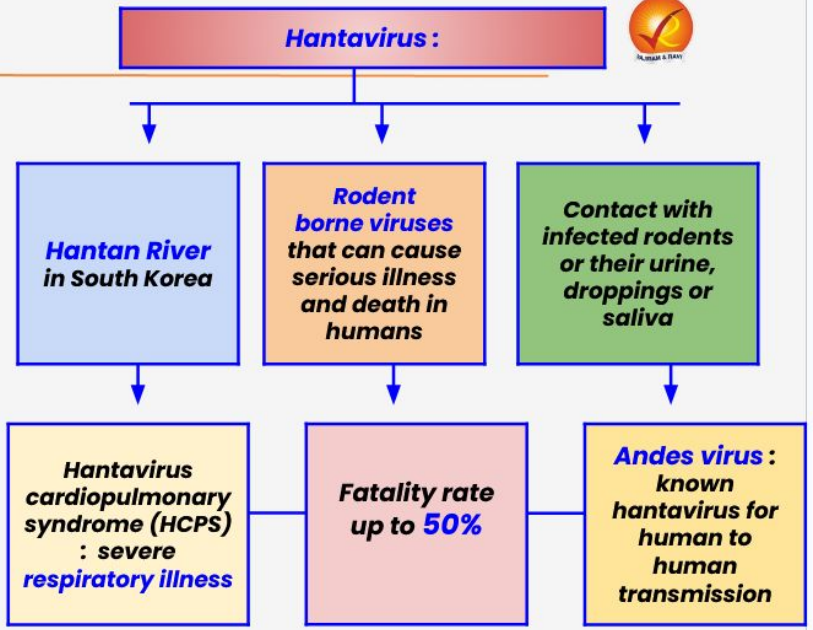 Hantavirus :
Hantan River
in South Korea
Rodent
borne viruses
that can cause
serious illness
and death in
humans
Contact with
infected rodents
or their urine,
droppings or
saliva
Hantavirus
cardiopulmonary
syndrome (HCPS)
: severe
respiratory illness
Fatality rate
up to 50%
Andes virus :
known
hantavirus for
human to
human
transmission